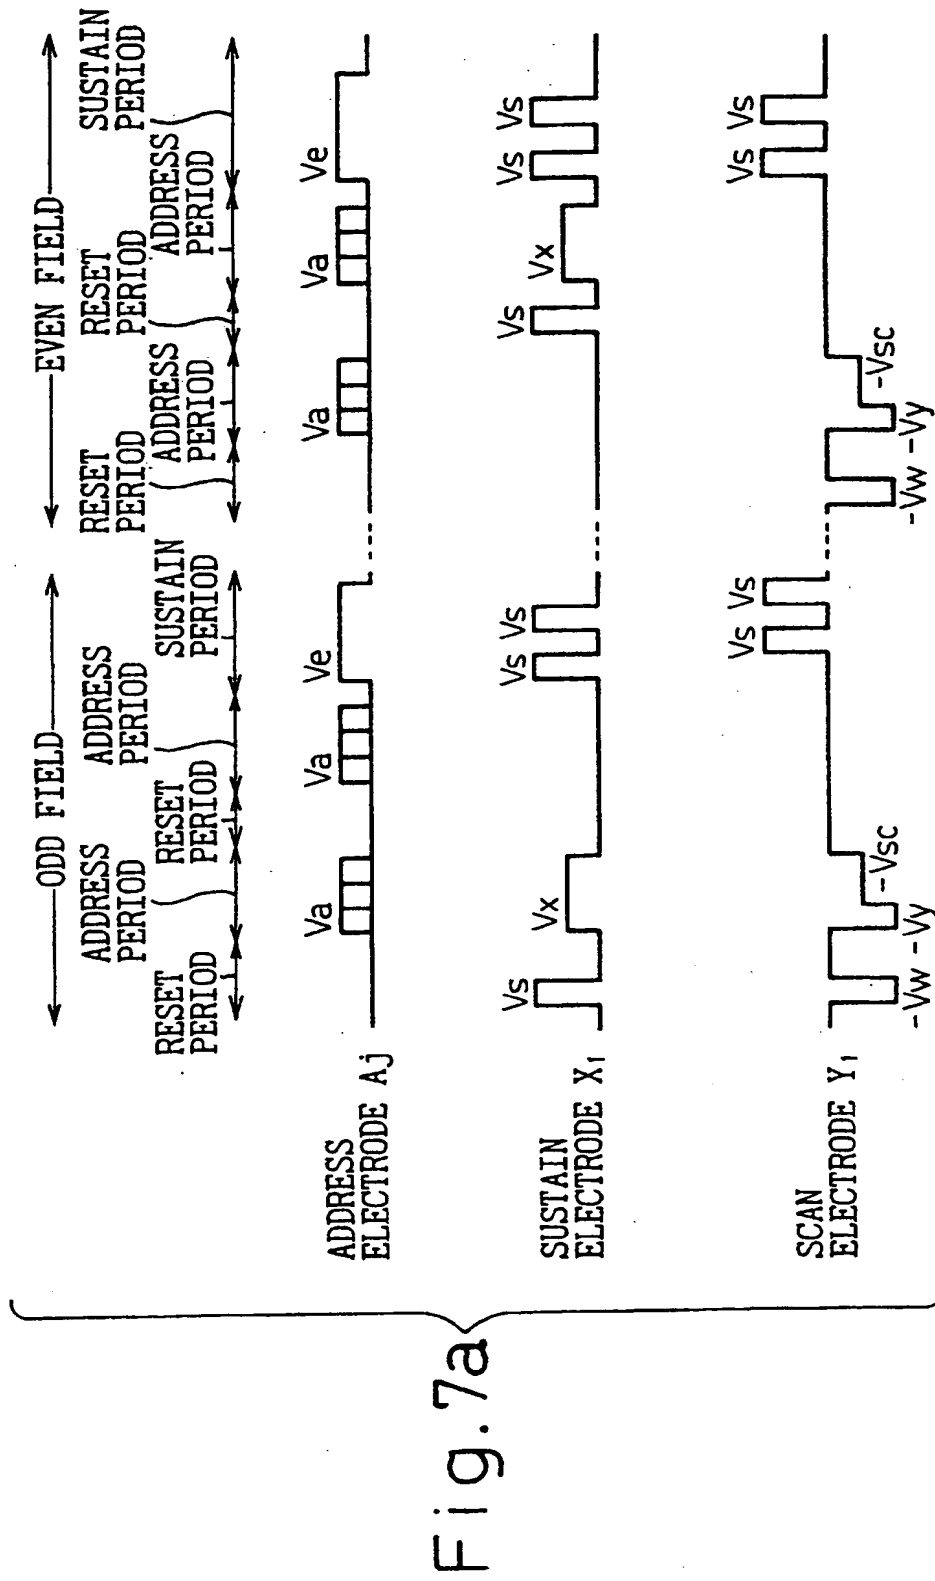 ODD FIELD
EVEN FIELD
RESET
PERIOD
ADDRESS
PERIOD
RESET
PERIOD
ADDRESS
PERIOD
SUSTAIN
PERIOD
RESET
PERIOD
ADDRESS
PERIOD
RESET
PERIOD
ADDRESS
PERIOD
SUSTAIN
PERIOD
ADDRESS
ELECTRODE Aj
Va
Va
Ve
Va
Va
Ve
SUSTAIN
ELECTRODE X1
Vs
Vx
Vs
Vs
Vs
Vx
Vs
Vs
SCAN
ELECTRODE Y1
-Vw
-Vy
-Vsc
Vs
Vs
-Vw
-Vy
-Vsc
Vs
Vs
Fig.7a